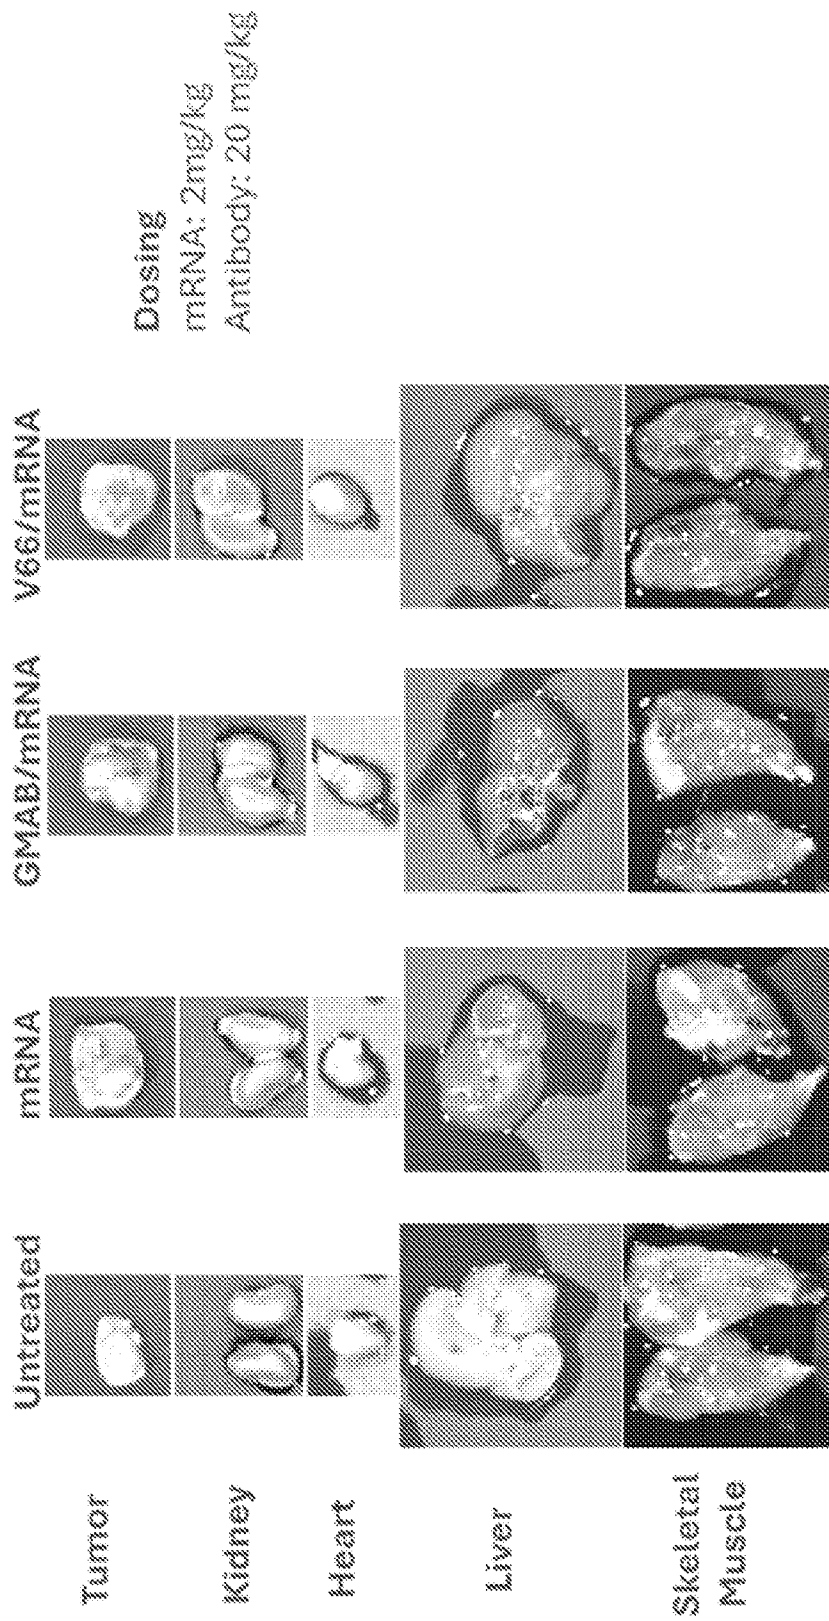 Untreated
mRNA
GMAB/mRNA
V66/mRNA
Dosing
mRNA: 2mg/kg
Antibody: 20 mg/kg
Tumor
Kidney
Heart
Liver
Skeletal
Muscle